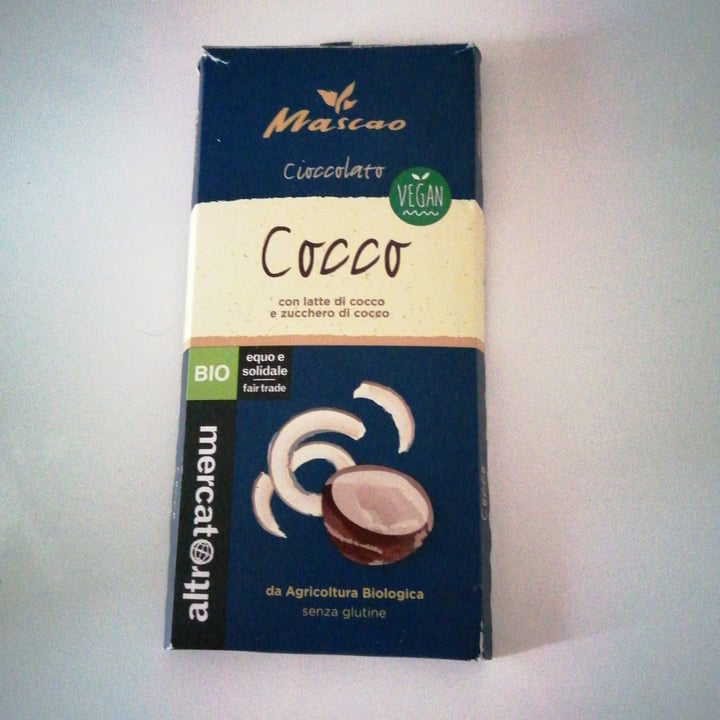 Mascao
Cioccolato
VEGAN
Cocco
con latte di cocco
e zucchero di cocco
BIO
equo e
solidale
fair trade
altromercato
da Agricoltura Biologica
senza glutine
Cocco